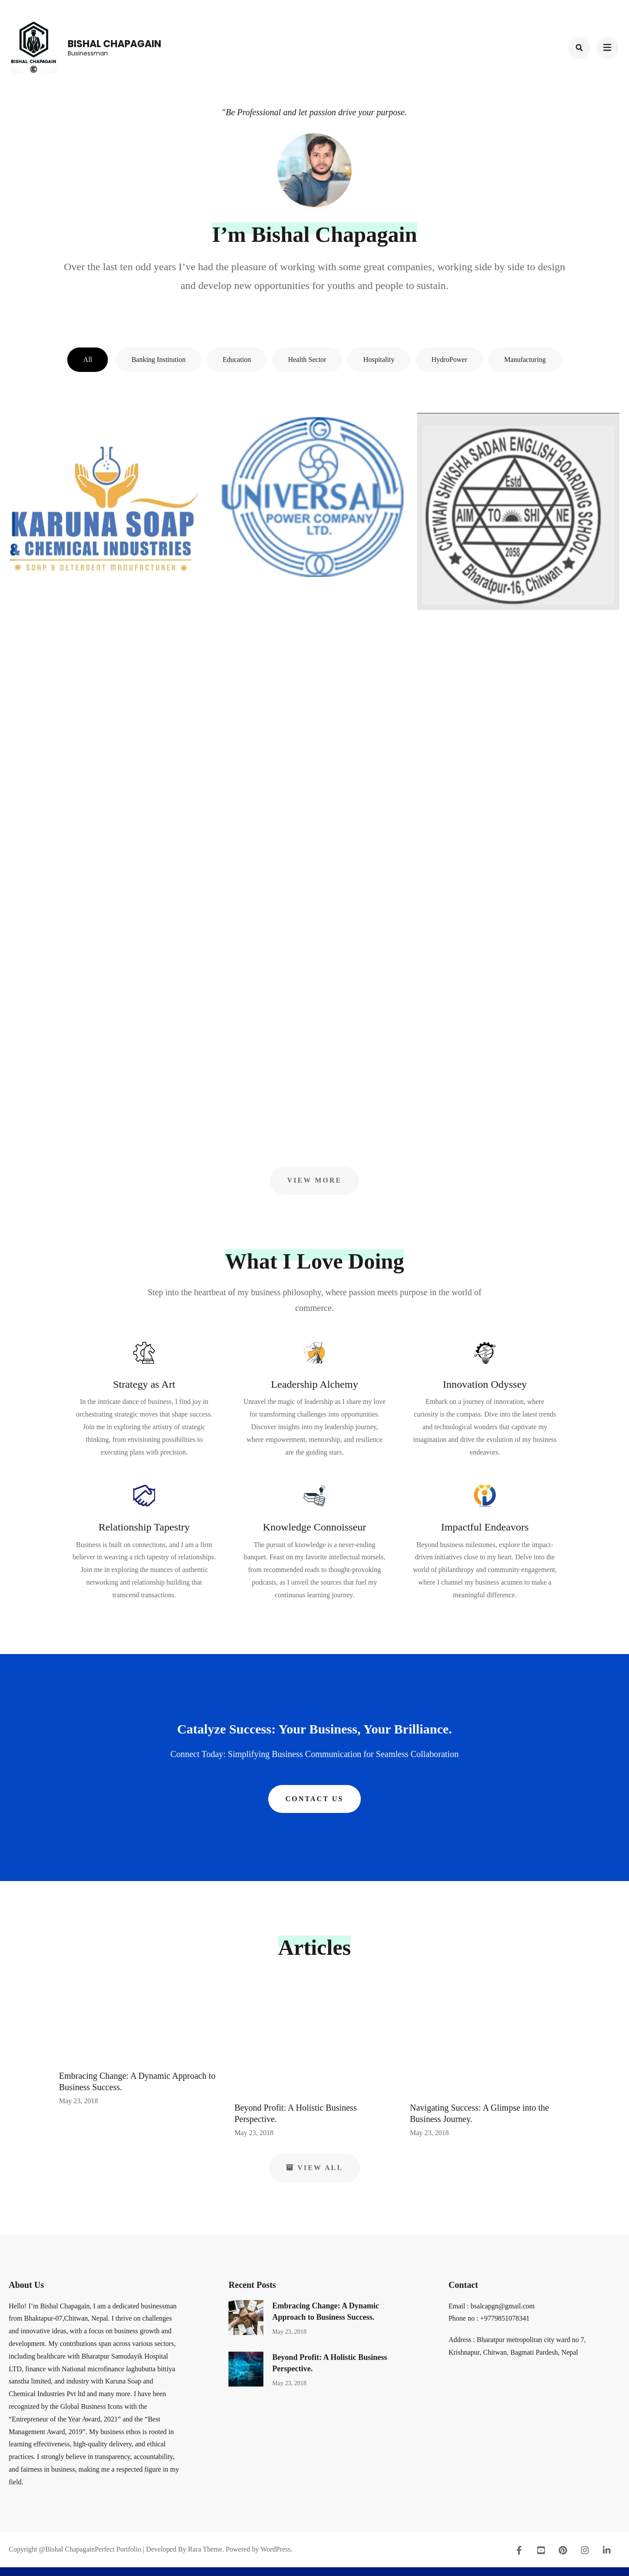 BISHAL CHAPAGAIN
BISHAL CHAPAGAIN
Businessman
"Be Professional and let passion drive your purpose.
I’m Bishal Chapagain
Over the last ten odd years I’ve had the pleasure of working with some great companies, working side by side to design
and develop new opportunities for youths and people to sustain.
All
Banking Institution
Education
Health Sector
Hospitality
HydroPower
Manufacturing
KARUNA SOAP
& CHEMICAL INDUSTRIES
SOAP & DETERGENT MANUFACTURER
UNIVERSAL
POWER COMPANY
LTD.
CHITWAN SHIKSHA SADAN ENGLISH BOARDING SCHOOL
Estd
AIM TO SHINE
2058
Bharatpur-16, Chitwan
VIEW MORE
What I Love Doing
Step into the heartbeat of my business philosophy, where passion meets purpose in the world of
commerce.
Strategy as Art
In the intricate dance of business, I find joy in
orchestrating strategic moves that shape success.
Join me in exploring the artistry of strategic
thinking, from envisioning possibilities to
executing plans with precision.
Leadership Alchemy
Unravel the magic of leadership as I share my love
for transforming challenges into opportunities.
Discover insights into my leadership journey,
where empowerment, mentorship, and resilience
are the guiding stars.
Innovation Odyssey
Embark on a journey of innovation, where
curiosity is the compass. Dive into the latest trends
and technological wonders that captivate my
imagination and drive the evolution of my business
endeavors.
Relationship Tapestry
Business is built on connections, and I am a firm
believer in weaving a rich tapestry of relationships.
Join me in exploring the nuances of authentic
networking and relationship building that
transcend transactions.
Knowledge Connoisseur
The pursuit of knowledge is a never-ending
banquet. Feast on my favorite intellectual morsels,
from recommended reads to thought-provoking
podcasts, as I unveil the sources that fuel my
continuous learning journey.
Impactful Endeavors
Beyond business milestones, explore the impact-
driven initiatives close to my heart. Delve into the
world of philanthropy and community engagement,
where I channel my business acumen to make a
meaningful difference.
Catalyze Success: Your Business, Your Brilliance.
Connect Today: Simplifying Business Communication for Seamless Collaboration
CONTACT US
Articles
Embracing Change: A Dynamic Approach to
Business Success.
May 23, 2018
Beyond Profit: A Holistic Business
Perspective.
May 23, 2018
Navigating Success: A Glimpse into the
Business Journey.
May 23, 2018
VIEW ALL
About Us
Hello! I’m Bishal Chapagain, I am a dedicated businessman
from Bhaktapur-07,Chitwan, Nepal. I thrive on challenges
and innovative ideas, with a focus on business growth and
development. My contributions span across various sectors,
including healthcare with Bharatpur Samudayik Hospital
LTD, finance with National microfinance laghubutta bittiya
sanstha limited, and industry with Karuna Soap and
Chemical Industries Pvt ltd and many more. I have been
recognized by the Global Business Icons with the
“Entrepreneur of the Year Award, 2021” and the “Best
Management Award, 2019”. My business ethos is rooted in
learning effectiveness, high-quality delivery, and ethical
practices. I strongly believe in transparency, accountability,
and fairness in business, making me a respected figure in my
field.
Recent Posts
Embracing Change: A Dynamic
Approach to Business Success.
May 23, 2018
Beyond Profit: A Holistic Business
Perspective.
May 23, 2018
Contact
Email : bsalcapgn@gmail.com
Phone no : +9779851078341
Address : Bharatpur metropolitan city ward no 7,
Krishnapur, Chitwan, Bagmati Pardesh, Nepal
Copyright @Bishal ChapagainPerfect Portfolio | Developed By Rara Theme. Powered by WordPress.